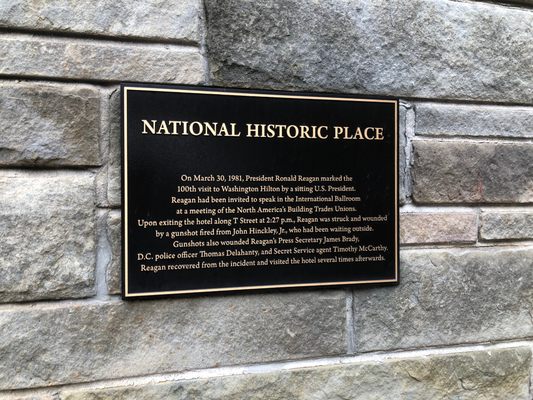 NATIONAL HISTORIC PLACE
On March 30, 1981, President Ronald Reagan marked the
100th visit to Washington Hilton by a sitting U.S. President.
Reagan had been invited to speak in the International Ballroom
at a meeting of the North America's Building Trades Unions.
Upon exiting the hotel along T Street at 2:27 p.m., Reagan was struck and wounded
by a gunshot fired from John Hinckley, Jr., who had been waiting outside.
Gunshots also wounded Reagan's Press Secretary James Brady,
D.C. police officer Thomas Delahanty, and Secret Service agent Timothy McCarthy.
Reagan recovered from the incident and visited the hotel several times afterwards.